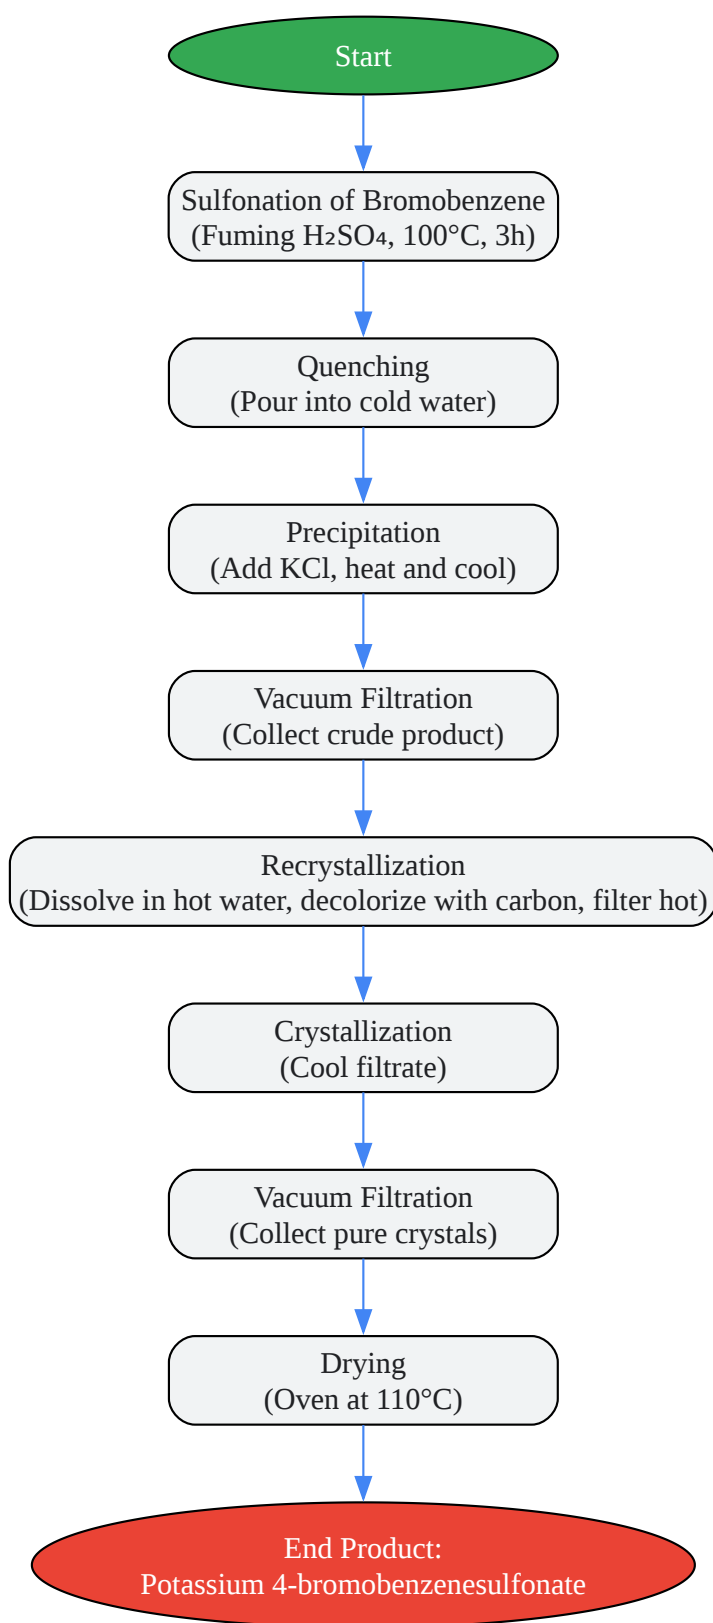 Start
Sulfonation of Bromobenzene
(Fuming H₂SO₄, 100°C, 3h)
Quenching
(Pour into cold water)
Precipitation
(Add KCl, heat and cool)
Vacuum Filtration
(Collect crude product)
Recrystallization
(Dissolve in hot water, decolorize with carbon, filter hot)
Crystallization
(Cool filtrate)
Vacuum Filtration
(Collect pure crystals)
Drying
(Oven at 110°C)
End Product:
Potassium 4-bromobenzenesulfonate